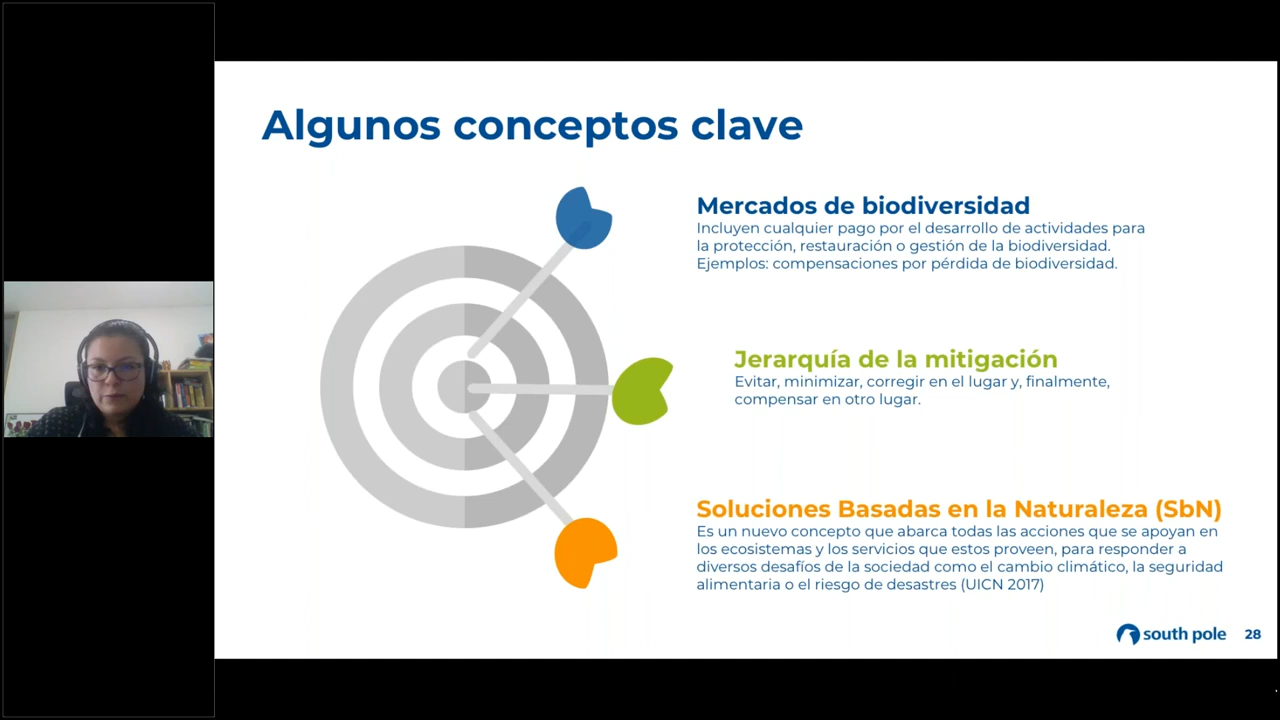 Algunos conceptos clave
Mercados de biodiversidad
Incluyen cualquier pago por el desarrollo de actividades para
la protección, restauración o gestión de la biodiversidad.
Ejemplos: compensaciones por pérdida de biodiversidad.
Jerarquía de la mitigación
Evitar, minimizar, corregir en el lugar y, finalmente,
compensar en otro lugar.
Soluciones Basadas en la Naturaleza (SbN)
Es un nuevo concepto que abarca todas las acciones que se apoyan en
los ecosistemas y los servicios que estos proveen, para responder a
diversos desafíos de la sociedad como el cambio climático, la seguridad
alimentaria o el riesgo de desastres (UICN 2017)
south pole 28